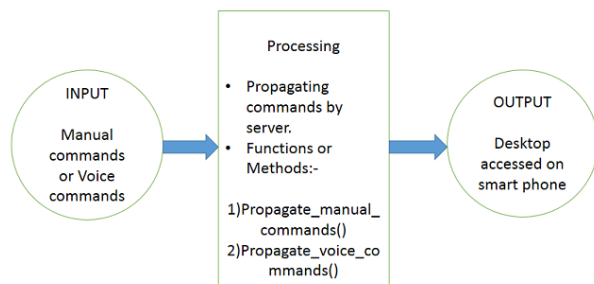 INPUT
Manual
commands
or Voice
commands
Processing
• Propagating
commands by
server.
• Functions or
Methods:-
1)Propagate_manual_
commands()
2)Propagate_voice_co
mmands()
OUTPUT
Desktop
accessed on
smart phone